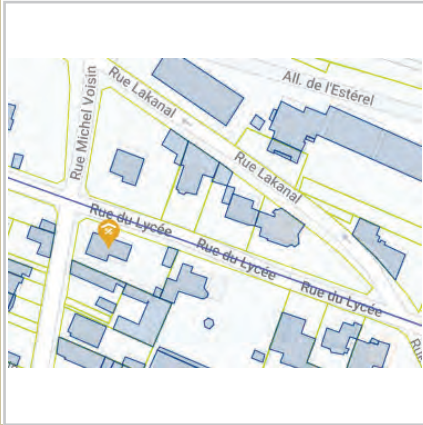 Rue Lakanal
All. de l'Estérel
Rue Michel Voisin
Rue Lakanal
Rue du Lycée
Rue du Lycée
Rue du Lycée
Rue